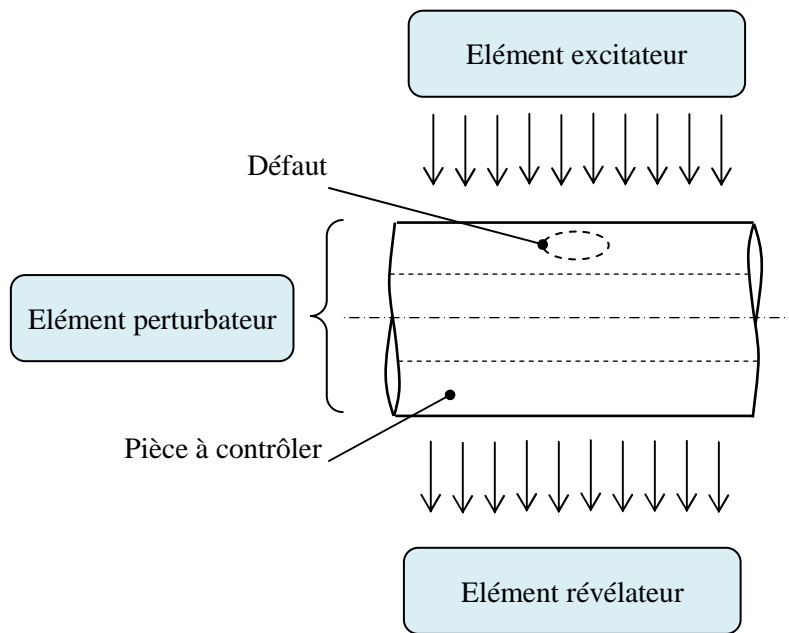 Elément excitateur
Défaut
Elément perturbateur
Pièce à contrôler
Elément révélateur